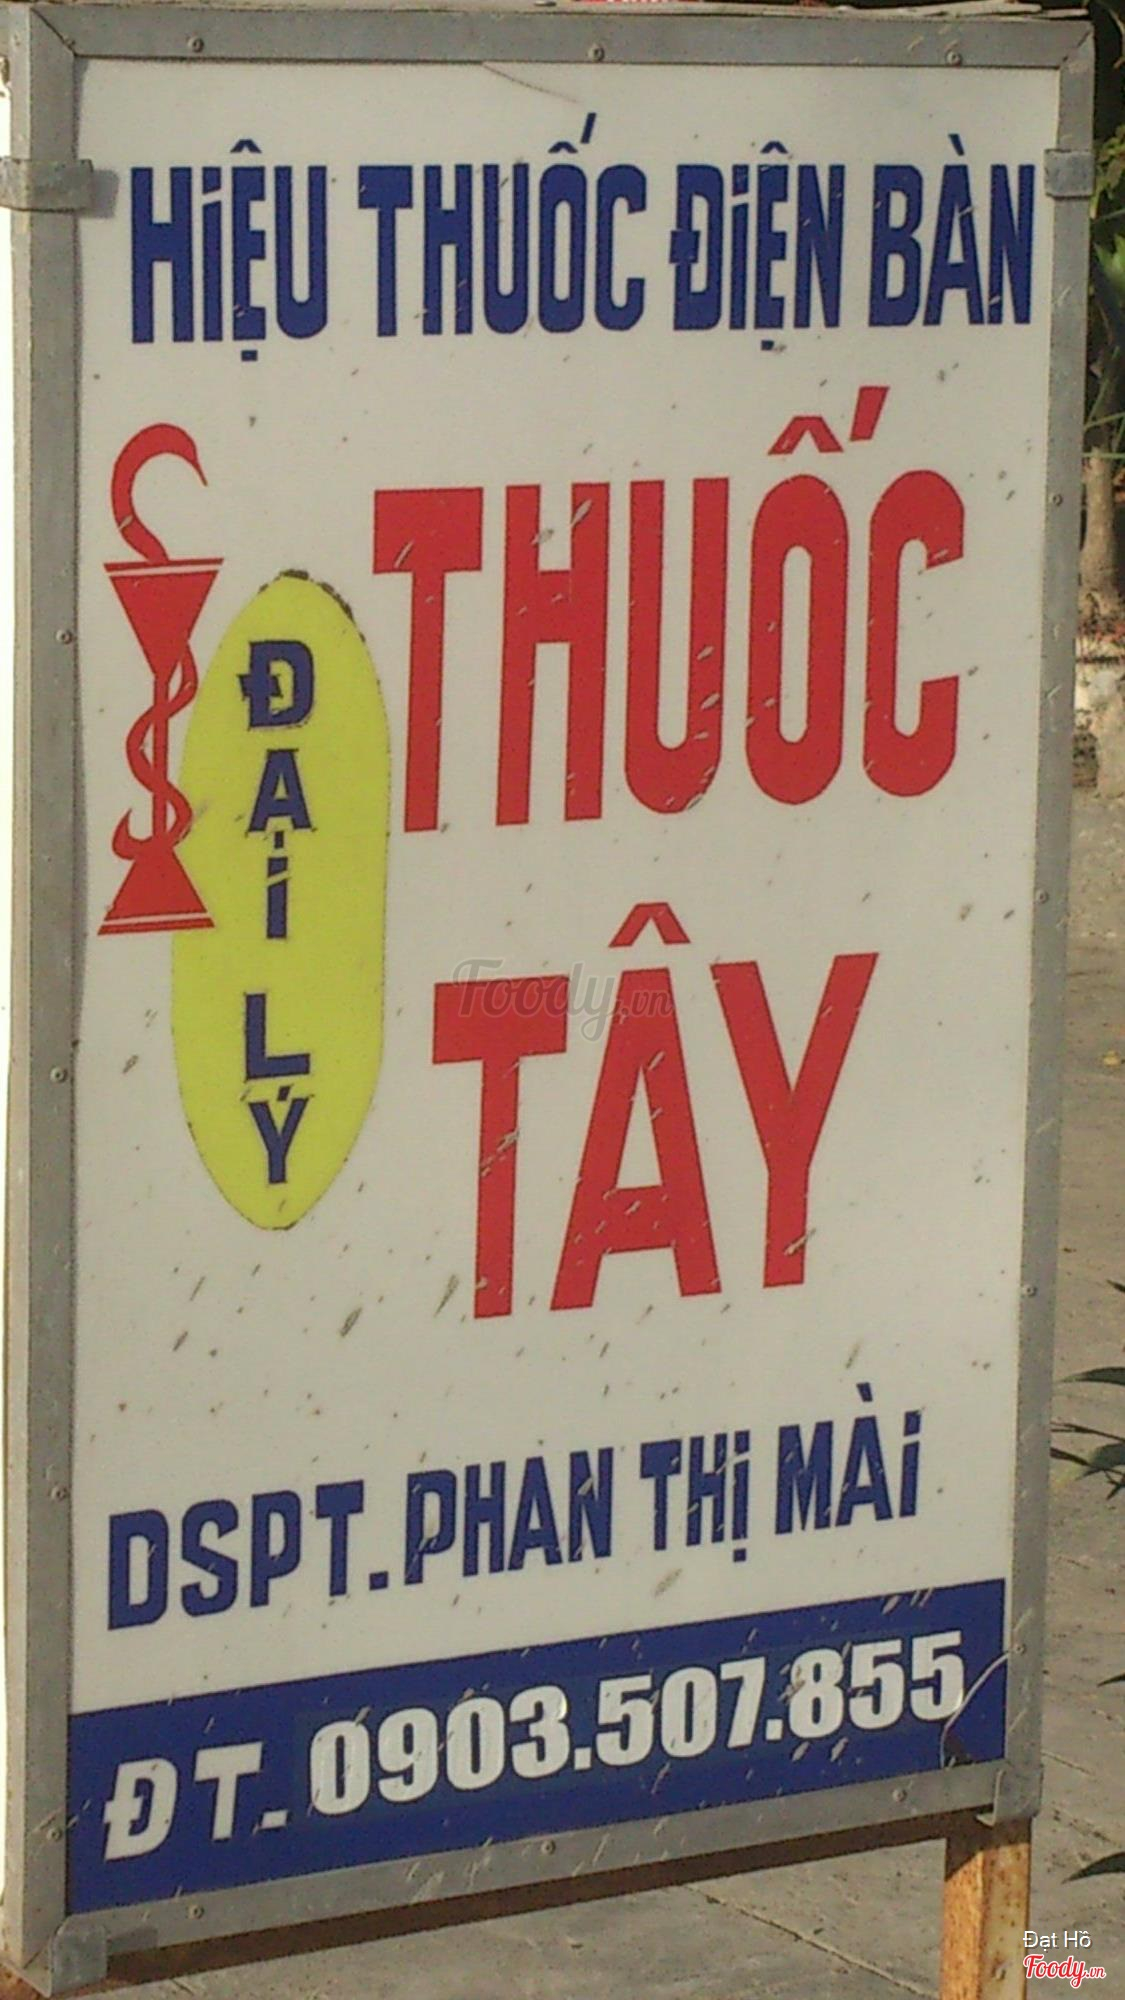 HIỆU THUỐC ĐIỆN BÀN
ĐẠI LÝ
THUỐC
TÂY
DSPT. PHAN THỊ MÀI
ĐT. 0903.507.855
Foody.vn
Đạt Hồ
Foody.vn